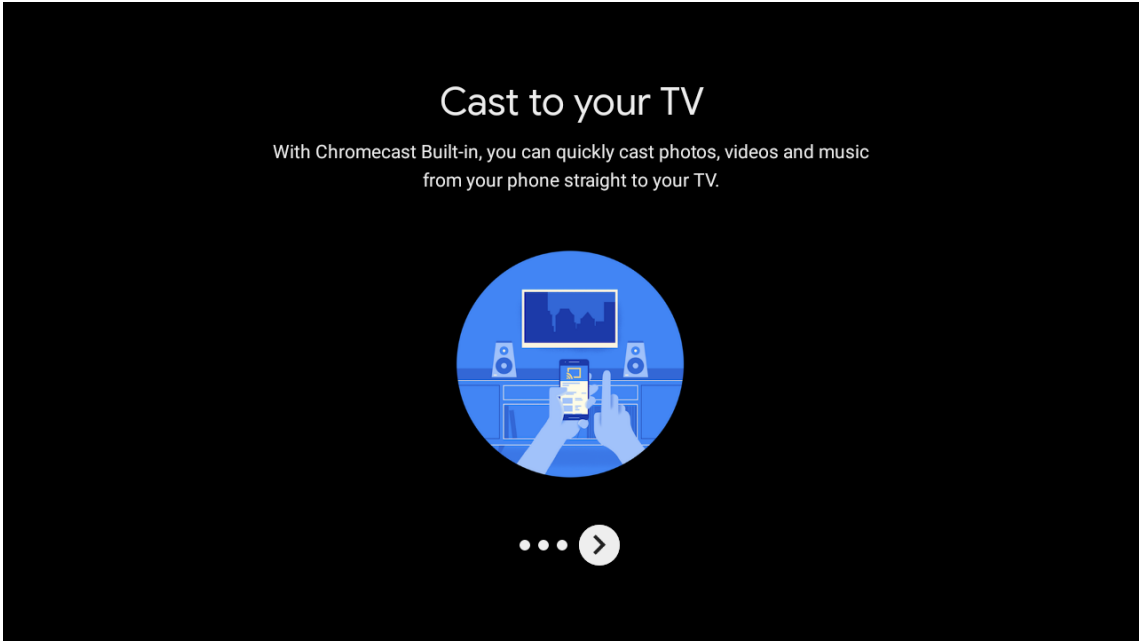 Cast to your TV
With Chromecast Built-in, you can quickly cast photos, videos and music
from your phone straight to your TV.